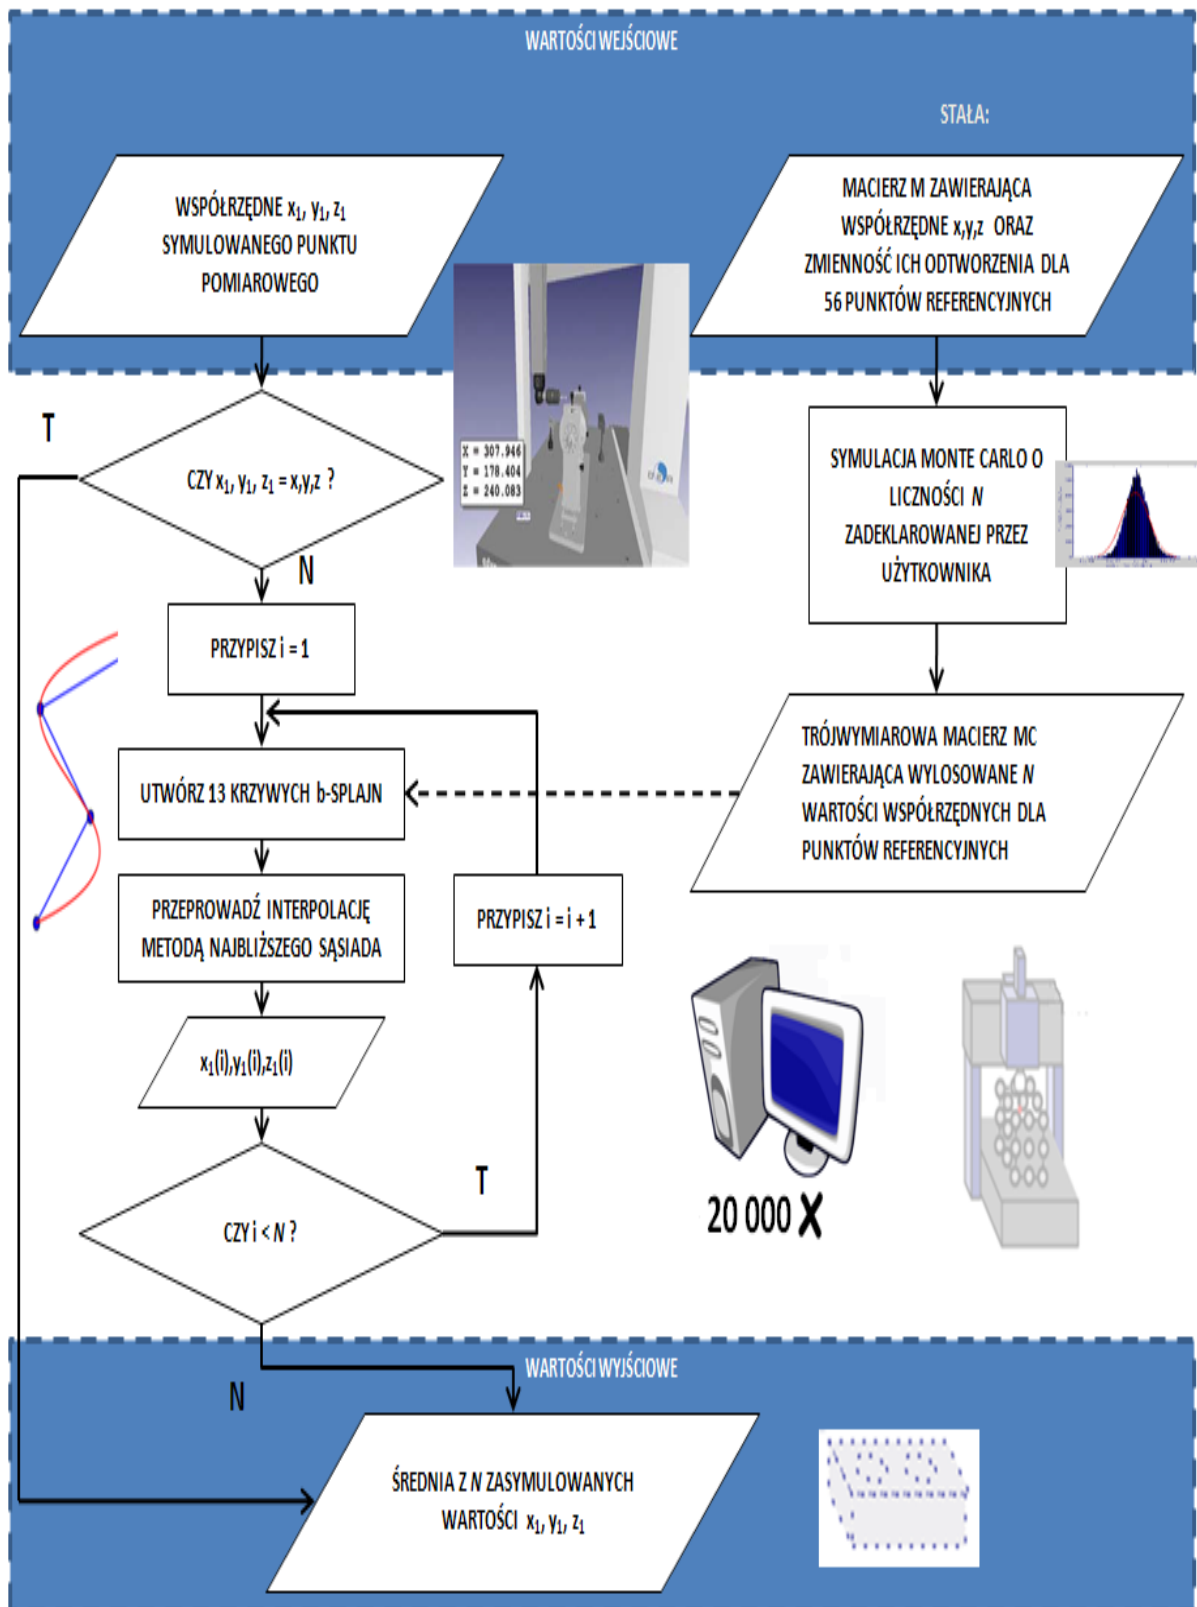 WARTOŚCI WEJŚCIOWE
STAŁA:
WSPÓŁRZĘDNE x₁, y₁, z₁
SYMULOWANEGO PUNKTU
POMIAROWEGO
MACIERZ M ZAWIERAJĄCA
WSPÓŁRZĘDNE x,y,z ORAZ
ZMIENNOŚĆ ICH ODTWORZENIA DLA
56 PUNKTÓW REFERENCYJNYCH
T
CZY x₁, y₁, z₁ = x,y,z ?
N
X = 307.946
Y = 178.404
Z = 240.083
SYMULACJA MONTE CARLO O
LICZNOŚCI N
ZADEKLAROWANEJ PRZEZ
UŻYTKOWNIKA
PRZYPISZ i = 1
UTWÓRZ 13 KRZYWYCH b-SPLAJN
TRÓJWYMIAROWA MACIERZ MC
ZAWIERAJĄCA WYLOSOWANE N
WARTOŚCI WSPÓŁRZĘDNYCH DLA
PUNKTÓW REFERENCYJNYCH
PRZEPROWADŹ INTERPOLACJĘ
METODĄ NAJBLIŻSZEGO SĄSIADA
PRZYPISZ i = i + 1
x₁(i),y₁(i),z₁(i)
CZY i < N ?
T
20 000 X
N
WARTOŚCI WYJŚCIOWE
ŚREDNIA Z N ZASYMULOWANYCH
WARTOŚCI x₁, y₁, z₁